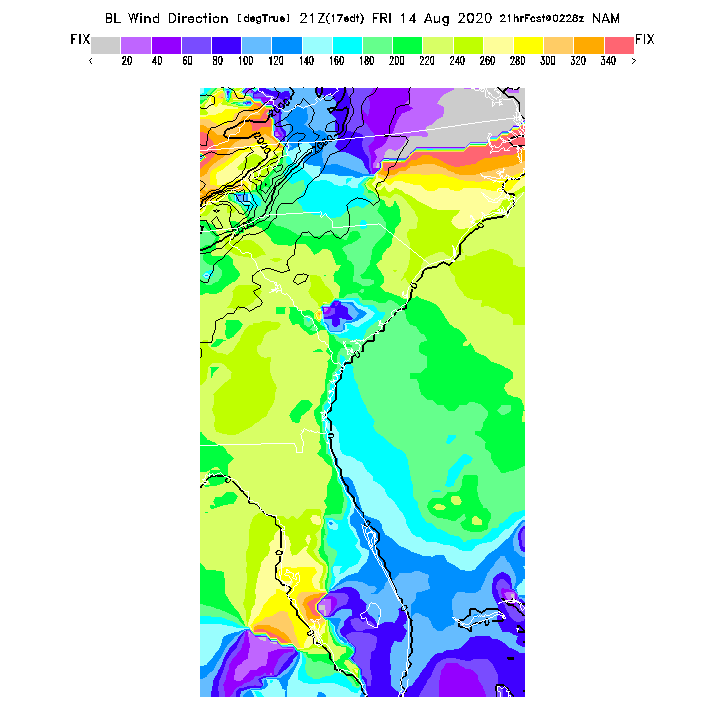 BL Wind Direction [degTrue] 21Z(17edt) FRI 14 Aug 2020 21hrFcst@0228z NAM
FIX FIX
< 20 40 60 80 100 120 140 160 180 200 220 240 260 280 300 320 340 >